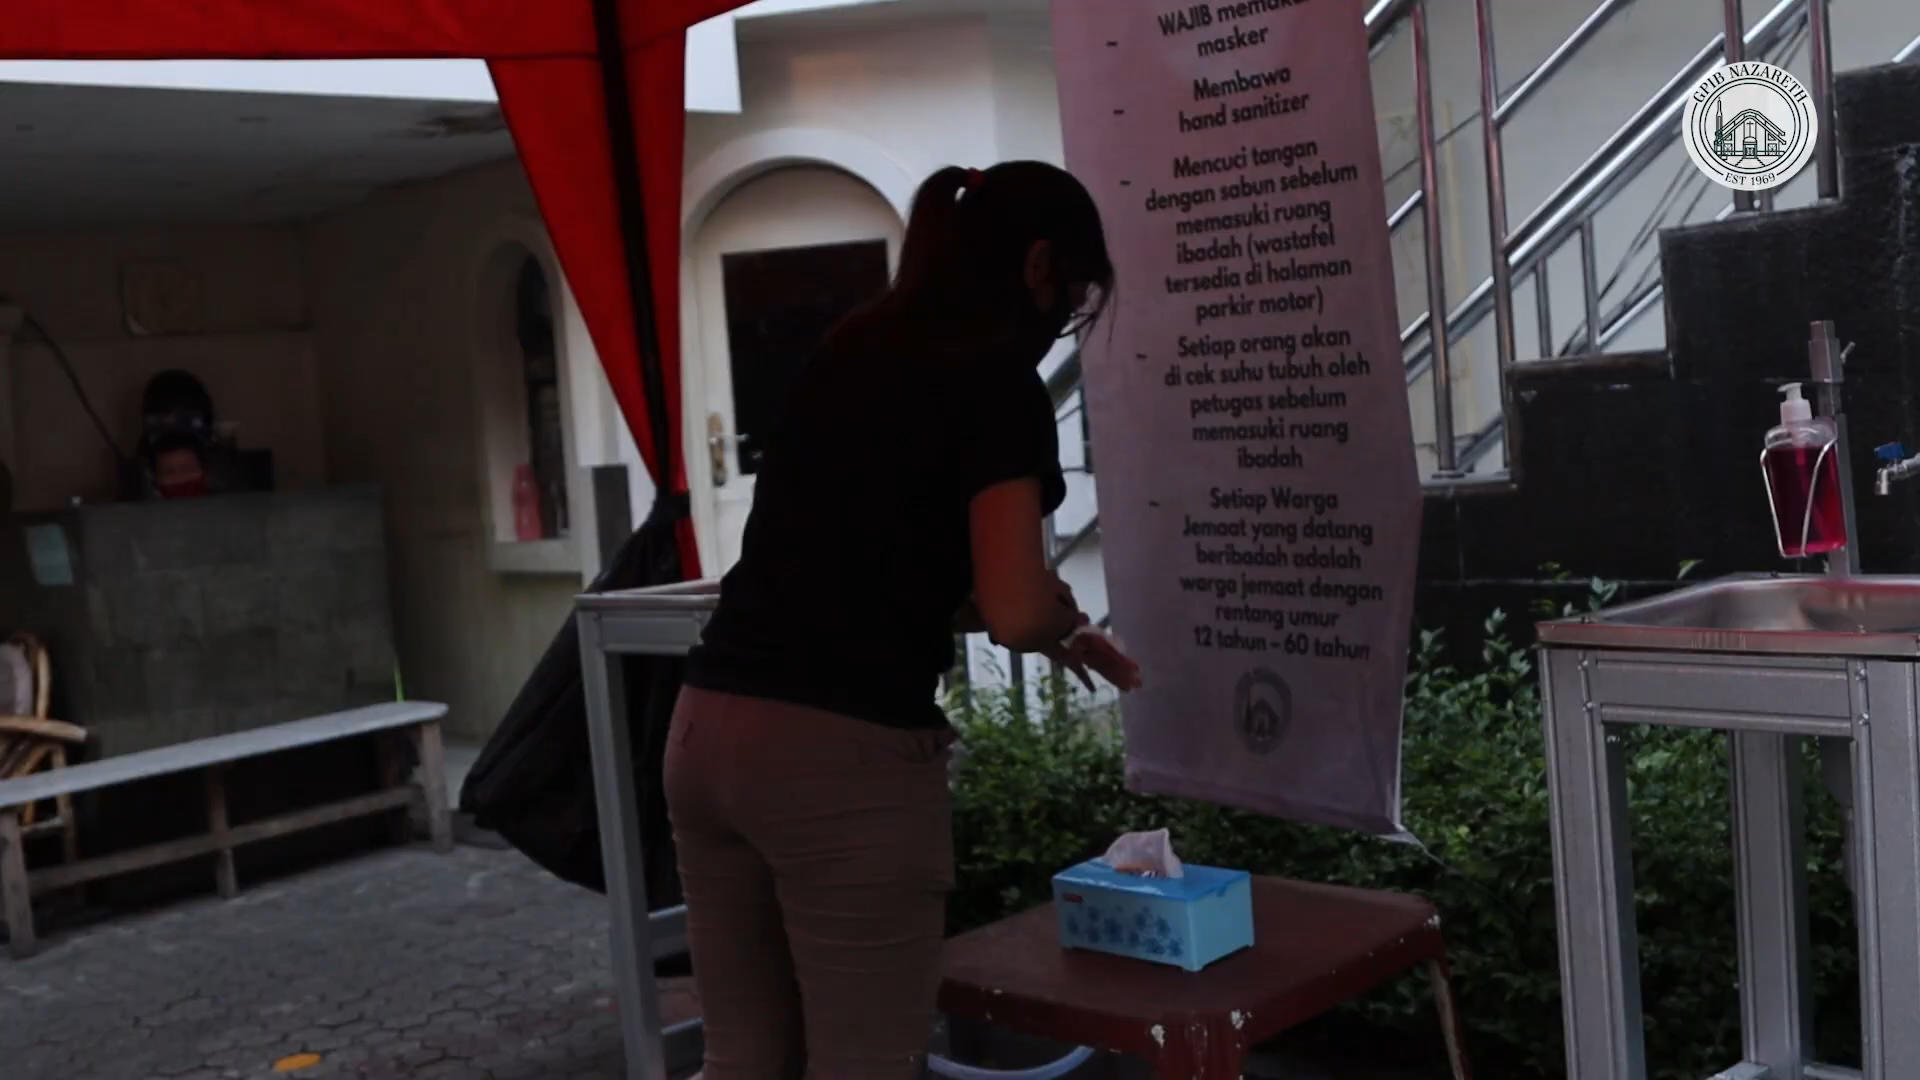 WAJIB
masker
- Membawa
hand sanitizer
- Mencuci tangan
dengan sabun sebelum
memasuki ruang
ibadah (wastafel
tersedia di halaman
parkir motor)
- Setiap orang akan
di cek suhu tubuh oleh
petugas sebelum
memasuki ruang
ibadah
- Setiap Warga
Jemaat yang datang
beribadah adalah
warga jemaat dengan
rentang umur
12 tahun - 60 tahun
GPIB NAZARETH
EST 1969